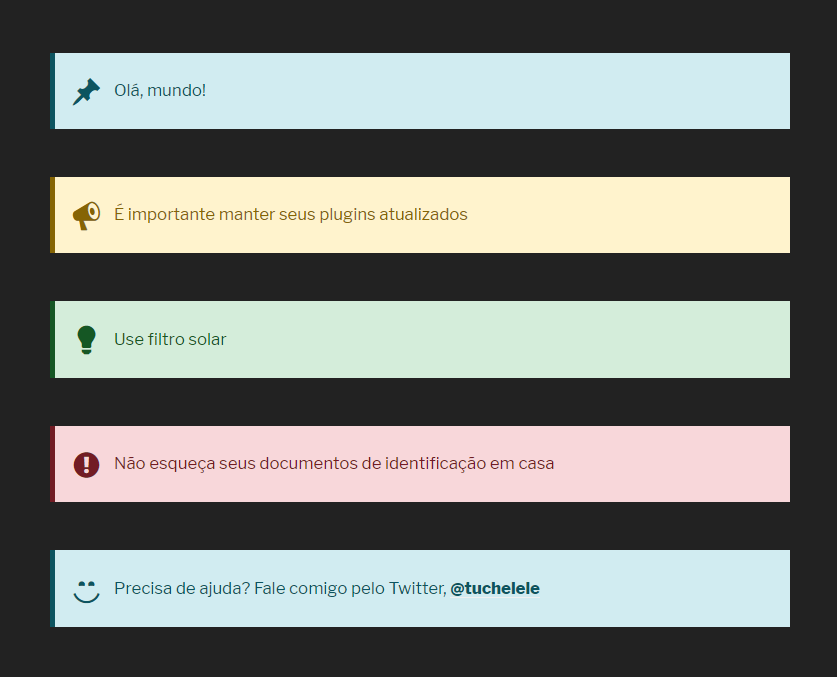 Olá, mundo!
É importante manter seus plugins atualizados
Use filtro solar
Não esqueça seus documentos de identificação em casa
Precisa de ajuda? Fale comigo pelo Twitter, @tuchelele